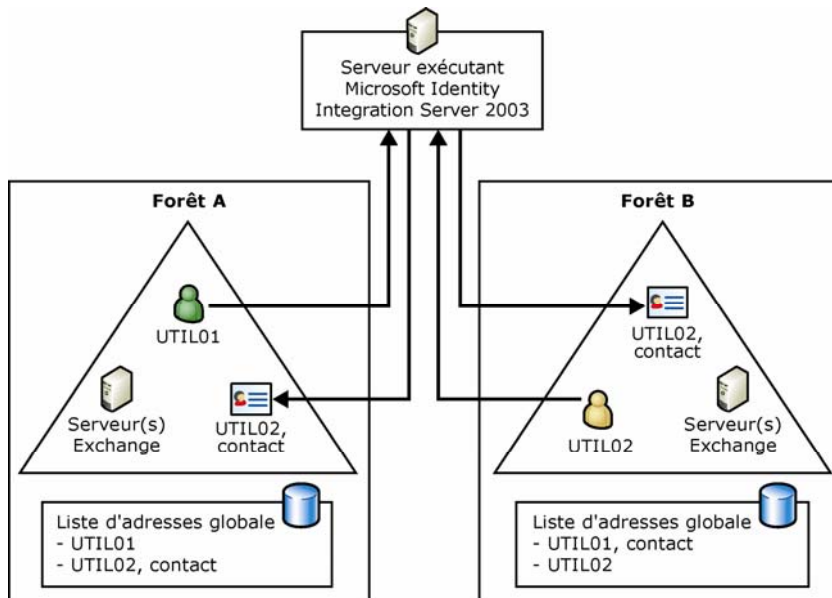 Serveur exécutant
Microsoft Identity
Integration Server 2003
Forêt A
UTIL01
Serveur(s)
Exchange
UTIL02,
contact
Liste d'adresses globale
- UTIL01
- UTIL02, contact
Forêt B
UTIL02,
contact
UTIL02
Serveur(s)
Exchange
Liste d'adresses globale
- UTIL01, contact
- UTIL02